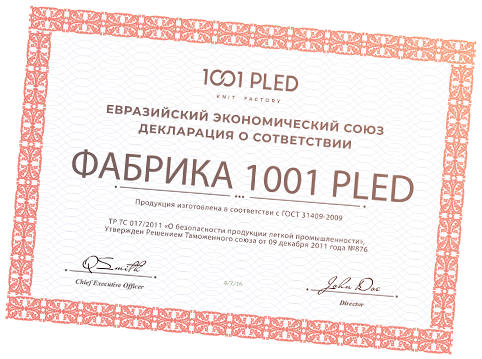 1001 PLED
KNIT FACTORY
ЕВРАЗИЙСКИЙ ЭКОНОМИЧЕСКИЙ СОЮЗ
ДЕКЛАРАЦИЯ О СОТВЕТСТВИИ
ФАБРИКА 1001 PLED
Продукция изготовлена в соответстви с ГОСТ 31409-2009
ТР ТС 017/2011 «О безопасности продукции легкой промышленности»,
Утвержден Решением Таможенного союза от 09 декабря 2011 года №876
QSmith
Chief Executive Officer
6/7/16
John Doe
Director